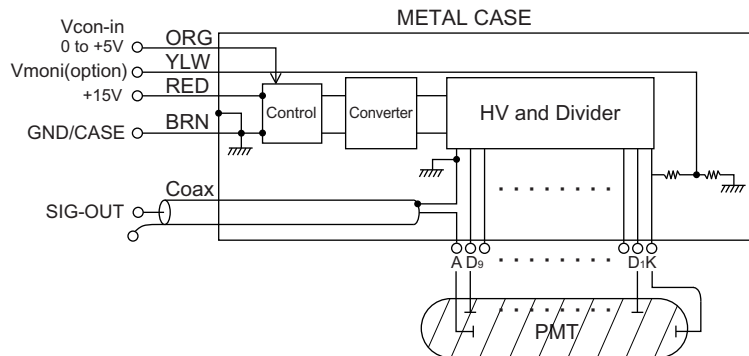 METAL CASE
Vcon-in
0 to +5V
ORG
Vmoni(option)
YLW
+15V
RED
GND/CASE
BRN
Control
Converter
HV and Divider
Coax
SIG-OUT
A D9 D1 K
PMT